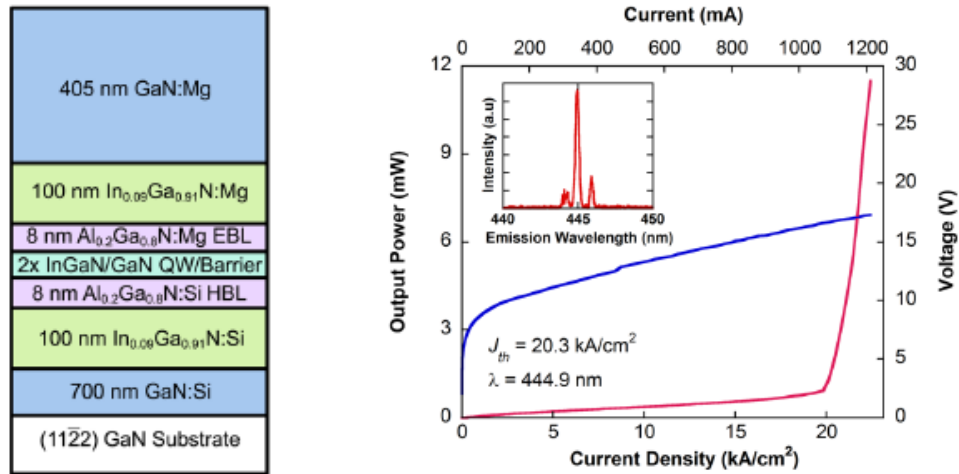 405 nm GaN:Mg
100 nm In₀.₀₉Ga₀.₉₁N:Mg
8 nm Al₀.₂Ga₀.₈N:Mg EBL
2x InGaN/GaN QW/Barrier
8 nm Al₀.₂Ga₀.₈N:Si HBL
100 nm In₀.₀₉Ga₀.₉₁N:Si
700 nm GaN:Si
(112̅2) GaN Substrate
Current (mA)
0 200 400 600 800 1000 1200
Output Power (mW)
12
9
6
3
0
Intensity (a.u)
440 445 450
Emission Wavelength (nm)
J_th = 20.3 kA/cm²
λ = 444.9 nm
30
25
20
15
10
5
0
Voltage (V)
0 5 10 15 20
Current Density (kA/cm²)